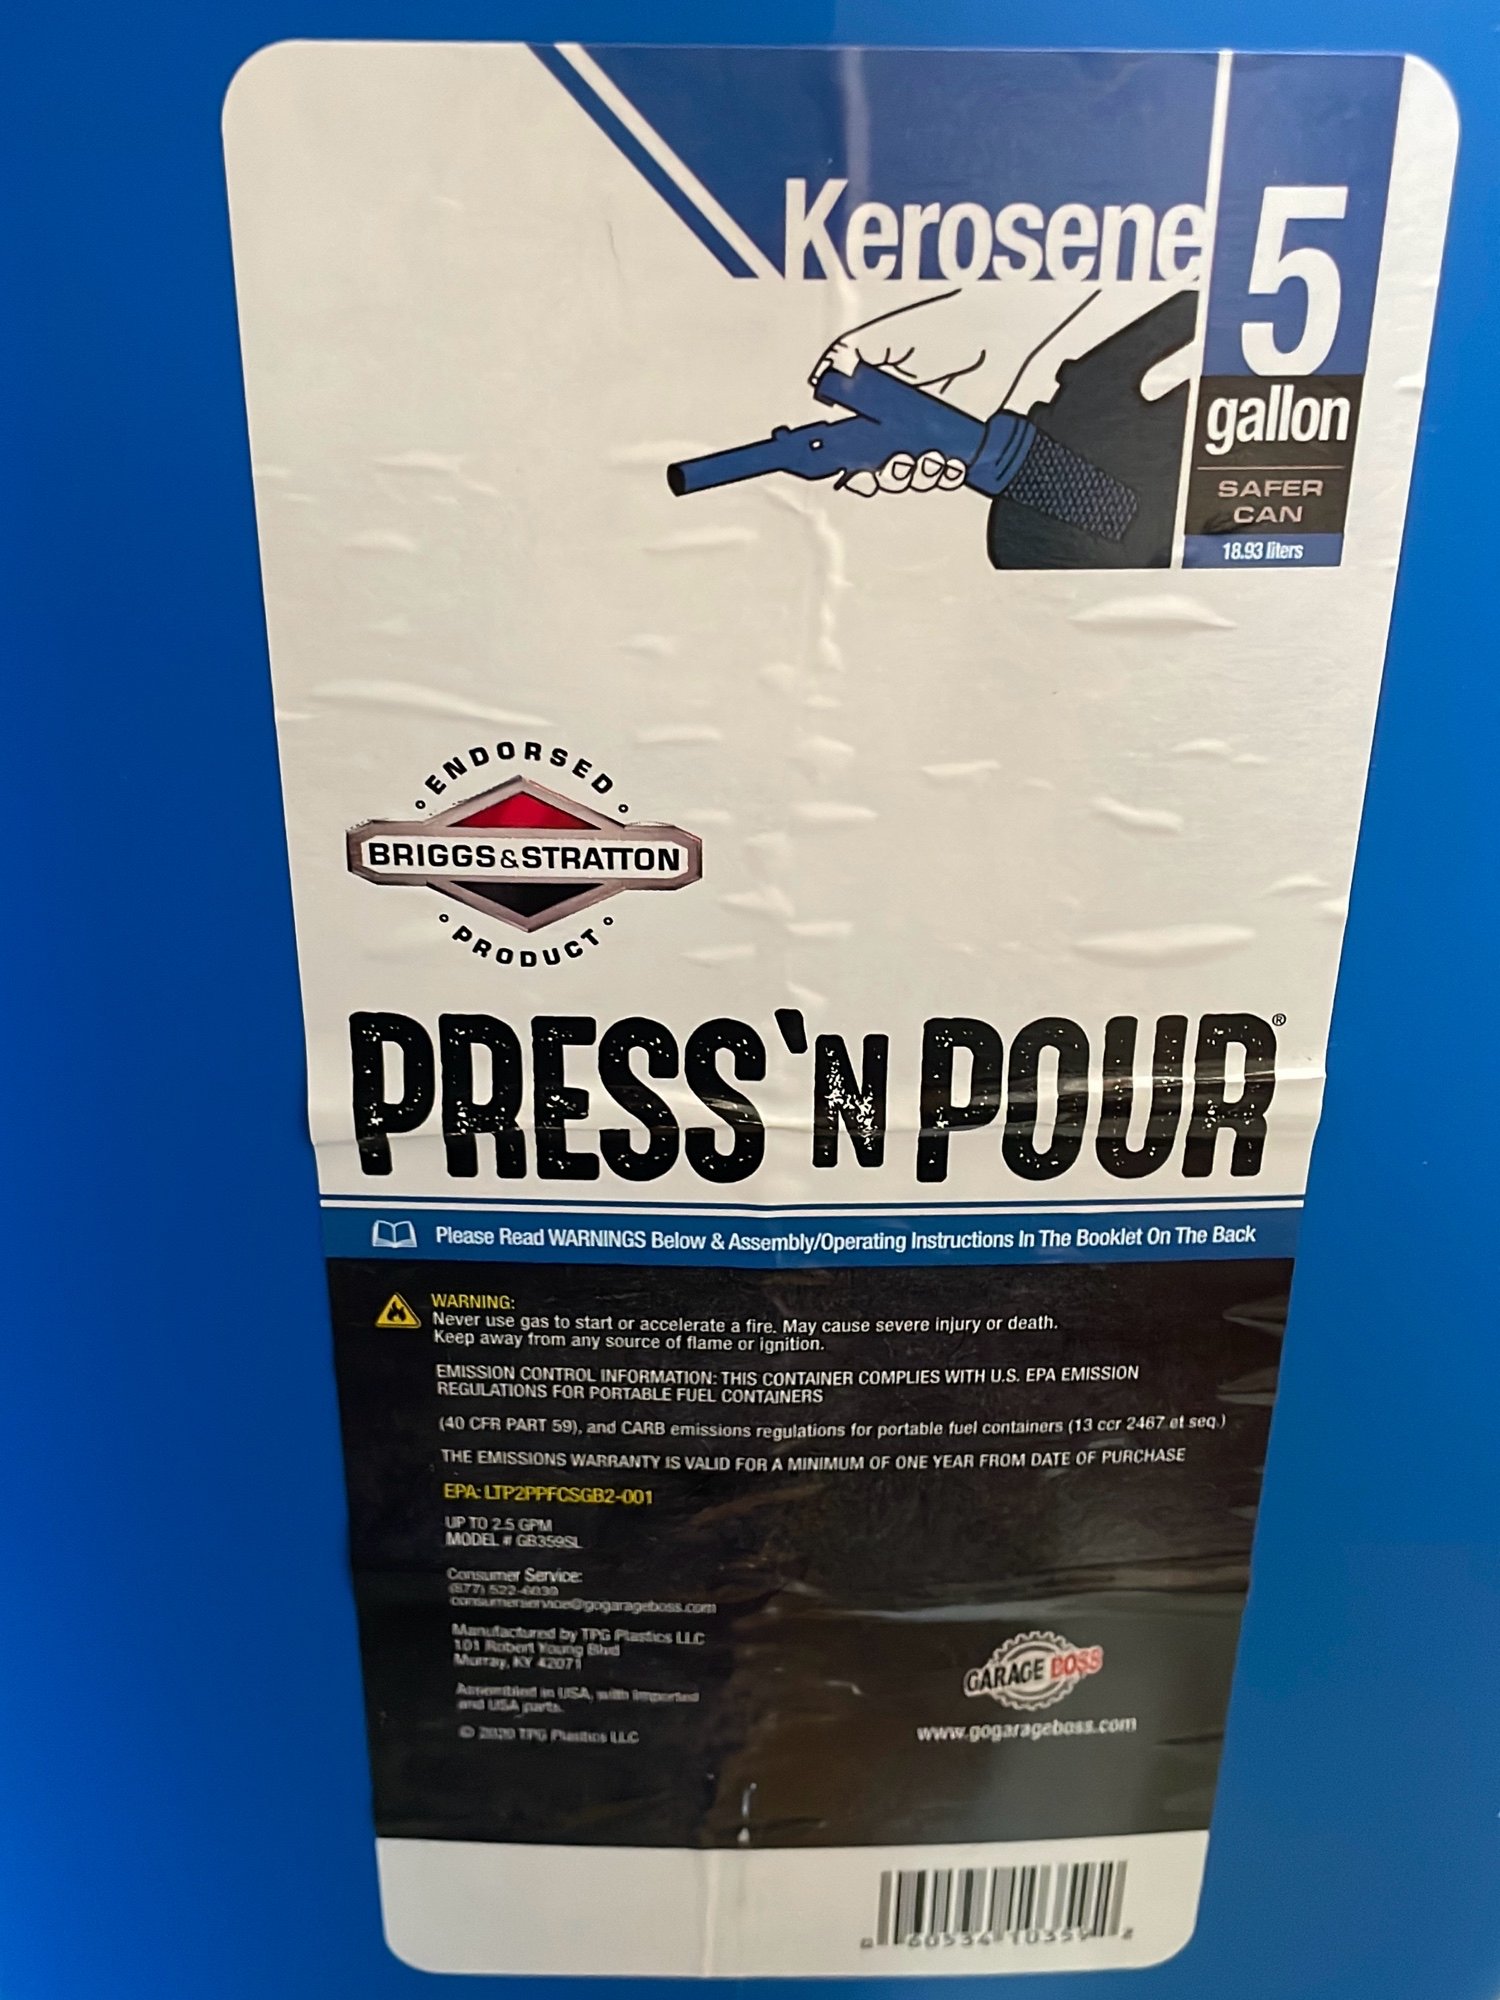 Kerosene
5
gallon
SAFER
CAN
18.93 liters
ENDORSED
BRIGGS&STRATTON
PRODUCT
PRESS 'N POUR®
Please Read WARNINGS Below & Assembly/Operating Instructions In The Booklet On The Back
WARNING:
Never use gas to start or accelerate a fire. May cause severe injury or death.
Keep away from any source of flame or ignition.
EMISSION CONTROL INFORMATION: THIS CONTAINER COMPLIES WITH U.S. EPA EMISSION
REGULATIONS FOR PORTABLE FUEL CONTAINERS
(40 CFR PART 59), and CARB emissions regulations for portable fuel containers (13 ccr 2467 et seq.)
THE EMISSIONS WARRANTY IS VALID FOR A MINIMUM OF ONE YEAR FROM DATE OF PURCHASE
EPA: LTP2PPFCSGB2-001
UP TO 2.5 GPM
MODEL # GB359SL
Consumer Service:
(877) 522-
consumerservice@gogarageboss.com
Manufactured by TPG Plastics LLC
101 Robert Young Blvd
Murray, KY 42071
Assembled in USA, with imported
and USA parts.
© 2020 TPG Plastics LLC
GARAGE BOSS
www.gogarageboss.com